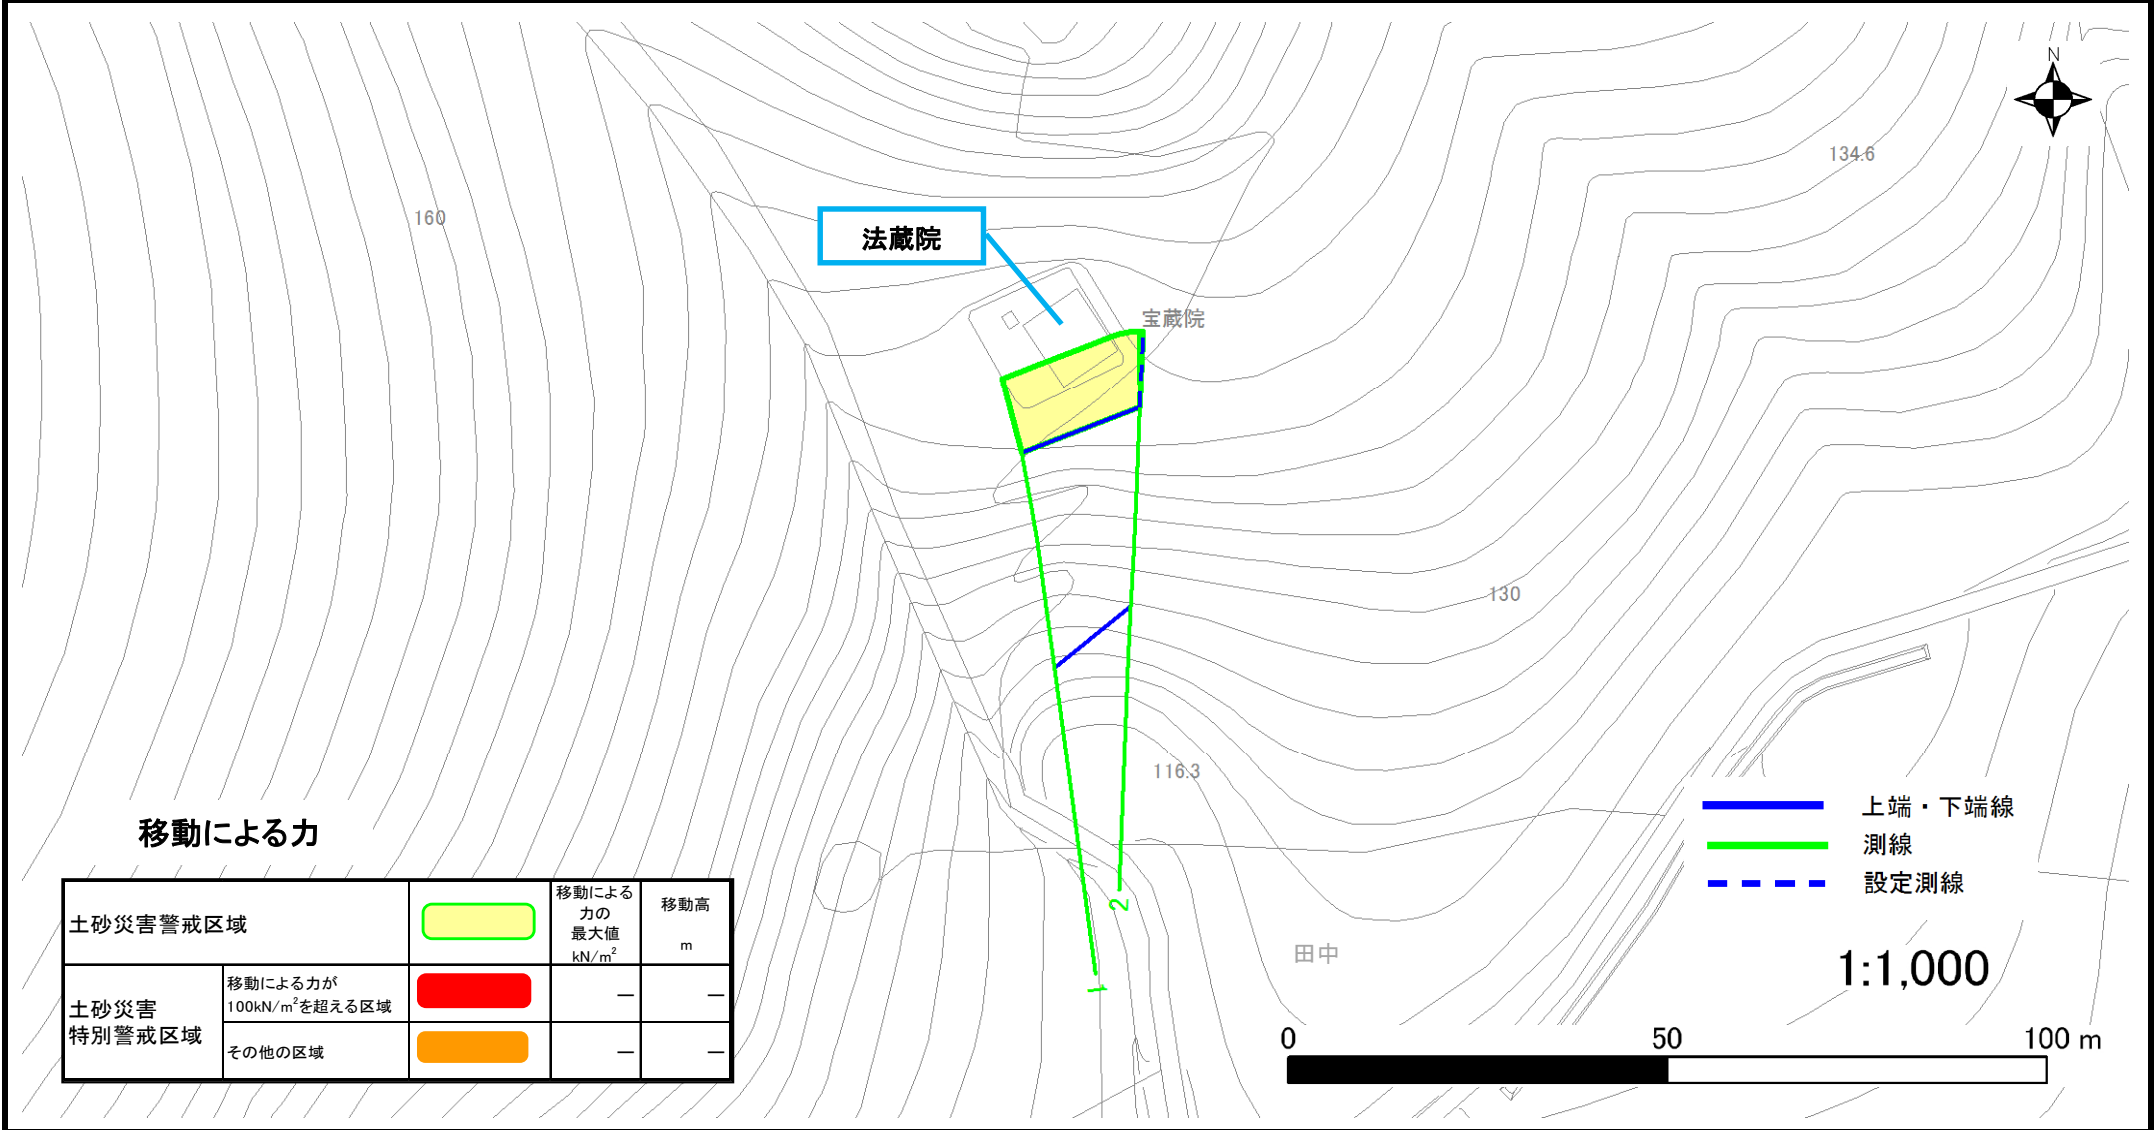 N
134.6
160
法蔵院
宝蔵院
130
116.3
上端・下端線
測線
設定測線
移動による力
土砂災害警戒区域
移動による
力の
最大値
kN/m²
移動高
m
土砂災害
特別警戒区域
移動による力が
100kN/m²を超える区域
－
－
その他の区域
－
－
2
1
田中
1:1,000
0
50
100 m